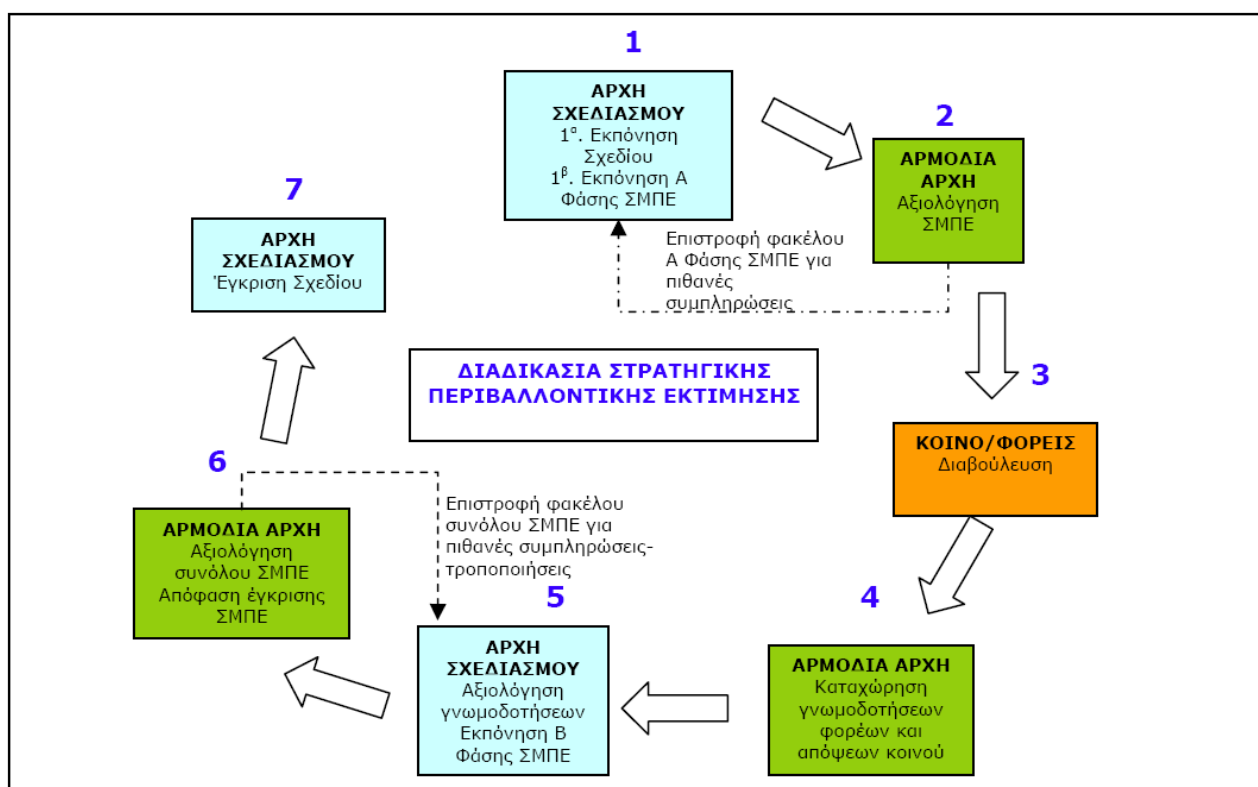 1
ΑΡΧΗ
ΣΧΕΔΙΑΣΜΟΥ
1α. Εκπόνηση
Σχεδίου
1β. Εκπόνηση Α
Φάσης ΣΜΠΕ
2
ΑΡΜΟΔΙΑ
ΑΡΧΗ
Αξιολόγηση
ΣΜΠΕ
Επιστροφή φακέλου
Α Φάσης ΣΜΠΕ για
πιθανές
συμπληρώσεις
3
ΚΟΙΝΟ/ΦΟΡΕΙΣ
Διαβούλευση
4
ΑΡΜΟΔΙΑ ΑΡΧΗ
Καταχώρηση
γνωμοδοτήσεων
φορέων και
απόψεων κοινού
5
ΑΡΧΗ
ΣΧΕΔΙΑΣΜΟΥ
Αξιολόγηση
γνωμοδοτήσεων
Εκπόνηση Β
Φάσης ΣΜΠΕ
6
ΑΡΜΟΔΙΑ ΑΡΧΗ
Αξιολόγηση
συνόλου ΣΜΠΕ
Απόφαση έγκρισης
ΣΜΠΕ
Επιστροφή φακέλου
συνόλου ΣΜΠΕ για
πιθανές συμπληρώσεις-
τροποποιήσεις
7
ΑΡΧΗ
ΣΧΕΔΙΑΣΜΟΥ
Έγκριση Σχεδίου
ΔΙΑΔΙΚΑΣΙΑ ΣΤΡΑΤΗΓΙΚΗΣ
ΠΕΡΙΒΑΛΛΟΝΤΙΚΗΣ ΕΚΤΙΜΗΣΗΣ